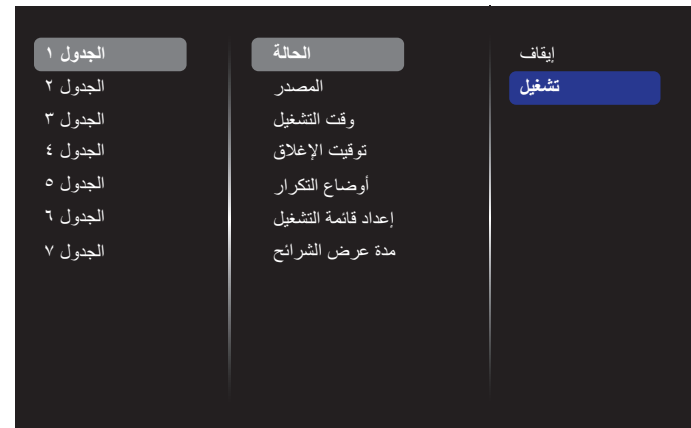 الجدول ١
الجدول ٢
الجدول ٣
الجدول ٤
الجدول ٥
الجدول ٦
الجدول ٧
الحالة
المصدر
وقت التشغيل
توقيت الإغلاق
أوضاع التكرار
إعداد قائمة التشغيل
مدة عرض الشرائح
إيقاف
تشغيل